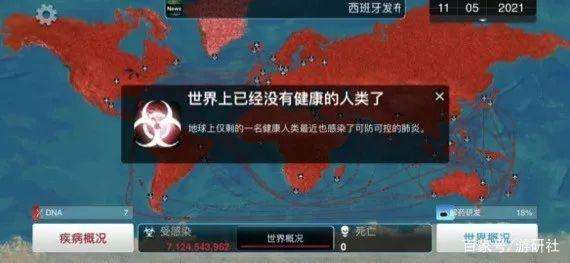 News
西班牙发布
11 05 2021
世界上已经没有健康的人类了
地球上仅剩的一名健康人类最近也感染了可防可控的肺炎。
DNA 7
解药研发 18%
疾病概况
受感染
7,124,543,962
世界概况
死亡
0
世界概况
百家号/游研社